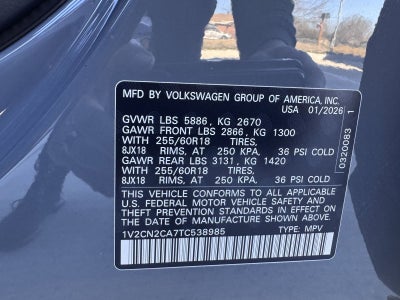 MFD BY VOLKSWAGEN GROUP OF AMERICA, INC.
USA 01/2026
GVWR LBS 5886, KG 2670
GAWR FRONT LBS 2866, KG 1300
WITH 255/60R18 TIRES,
8JX18 RIMS, AT 250 KPA, 36 PSI COLD
GAWR REAR LBS 3131, KG 1420
WITH 255/60R18 TIRES,
8JX18 RIMS, AT 250 KPA, 36 PSI COLD
THIS VEHICLE CONFORMS TO ALL APPLICABLE
U.S. FEDERAL MOTOR VEHICLE SAFETY AND
THEFT PREVENTION STANDARDS IN EFFECT
ON THE DATE OF MANUFACTURE SHOWN ABOVE
1V2CN2CA7TC538985 TYPE: MPV
0320083 1